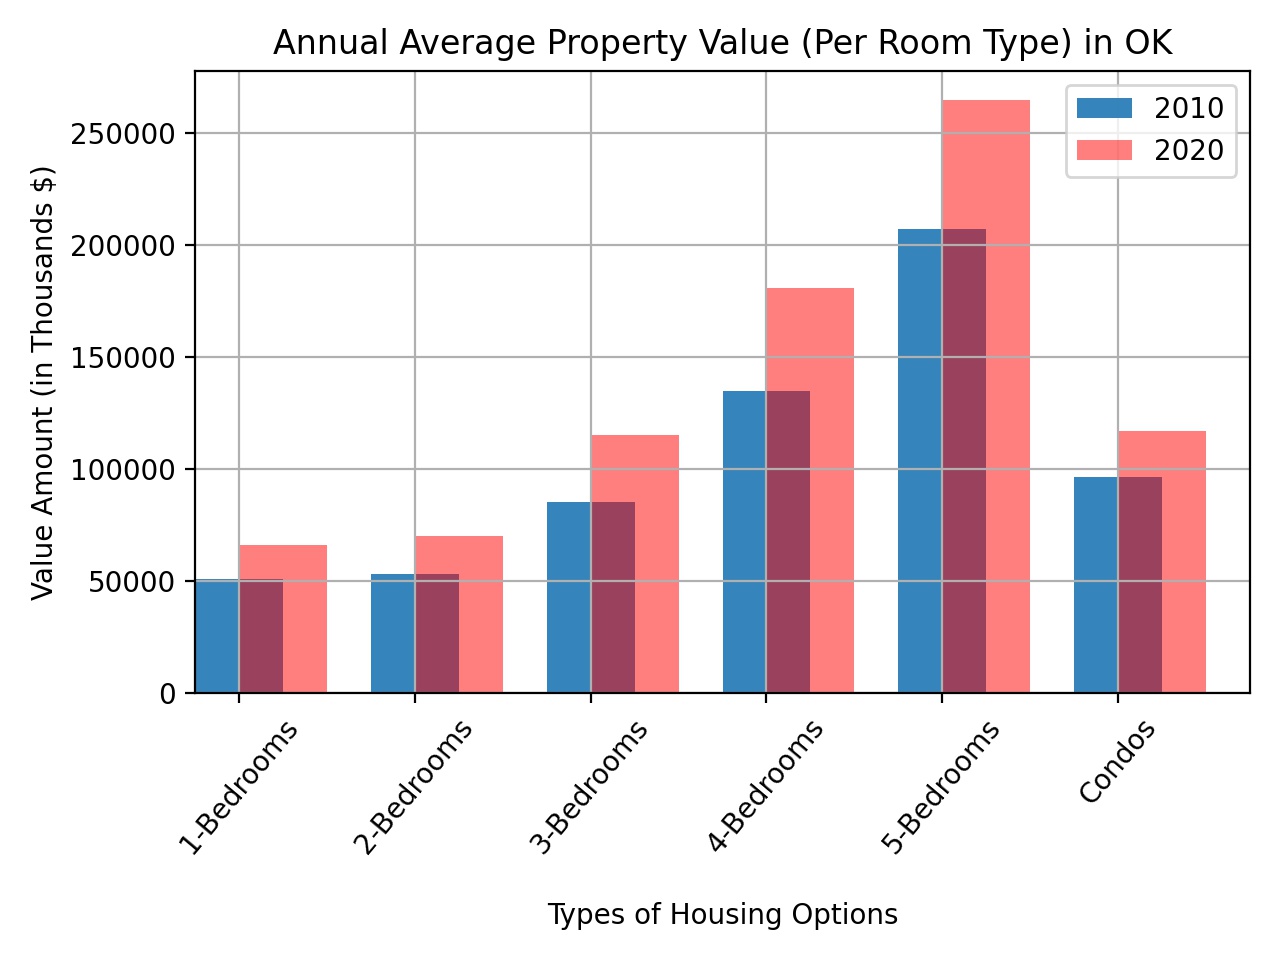 Annual Average Property Value (Per Room Type) in OK
2010
2020
Value Amount (in Thousands $)
250000
200000
150000
100000
50000
0
1-Bedrooms
2-Bedrooms
3-Bedrooms
4-Bedrooms
5-Bedrooms
Condos
Types of Housing Options